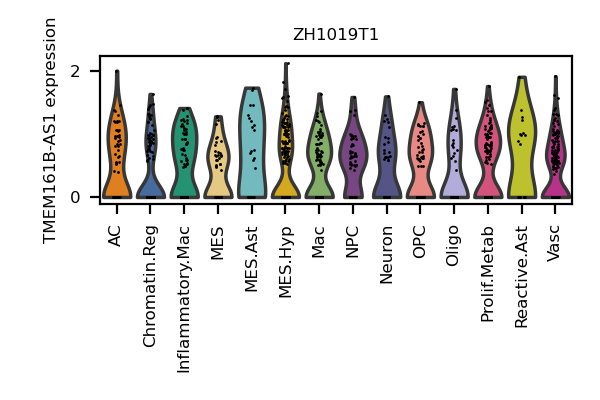 ZH1019T1
TMEM161B-AS1 expression
2
0
AC
Chromatin.Reg
Inflammatory.Mac
MES
MES.Ast
MES.Hyp
Mac
NPC
Neuron
OPC
Oligo
Prolif.Metab
Reactive.Ast
Vasc